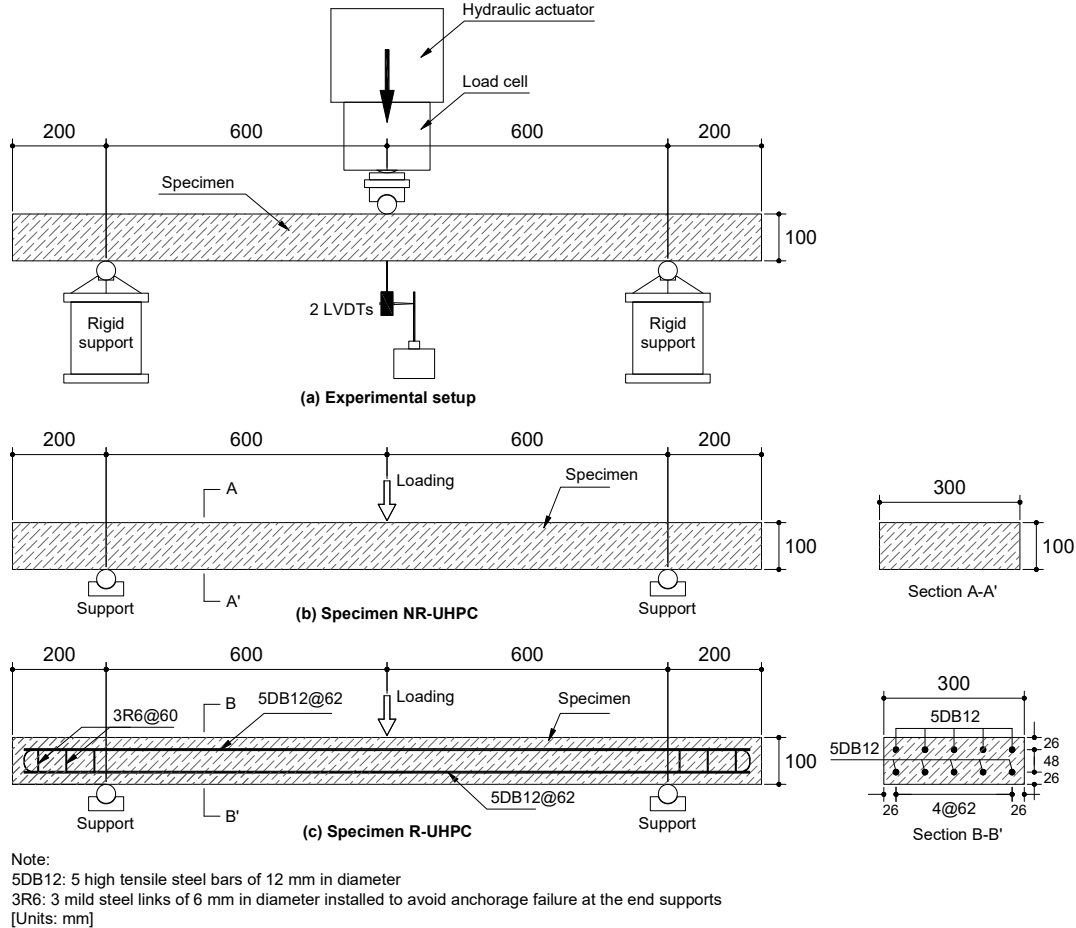 Hydraulic actuator
Load cell
200 600 600 200
Specimen
100
2 LVDTs
Rigid
support
Rigid
support
(a) Experimental setup
200 600 600 200
A Loading Specimen
300
100
100
Support A' Support
Section A-A'
(b) Specimen NR-UHPC
200 600 600 200
3R6@60 B 5DB12@62 Loading Specimen
300
5DB12
5DB12
100
26
48
26
5DB12@62
Support B' Support
26 4@62 26
Section B-B'
(c) Specimen R-UHPC
Note:
5DB12: 5 high tensile steel bars of 12 mm in diameter
3R6: 3 mild steel links of 6 mm in diameter installed to avoid anchorage failure at the end supports
[Units: mm]